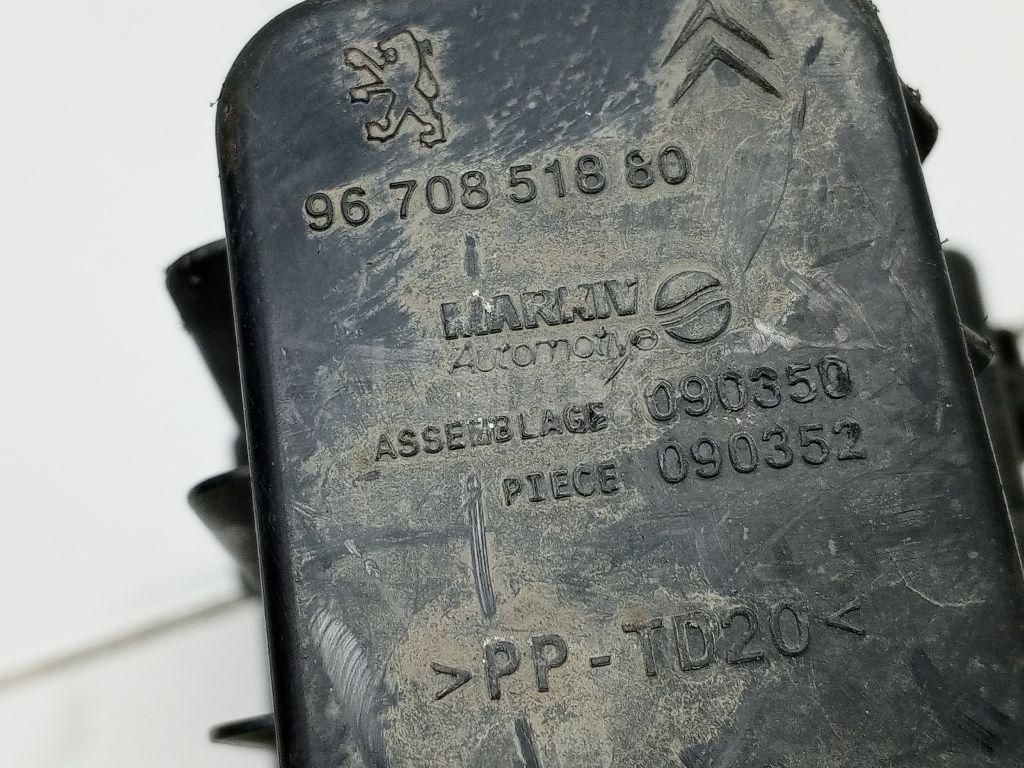 96 708 518 80
MARKIV
Automotive
ASSEMBLAGE 090350
PIECE 090352
>PP-TD20<